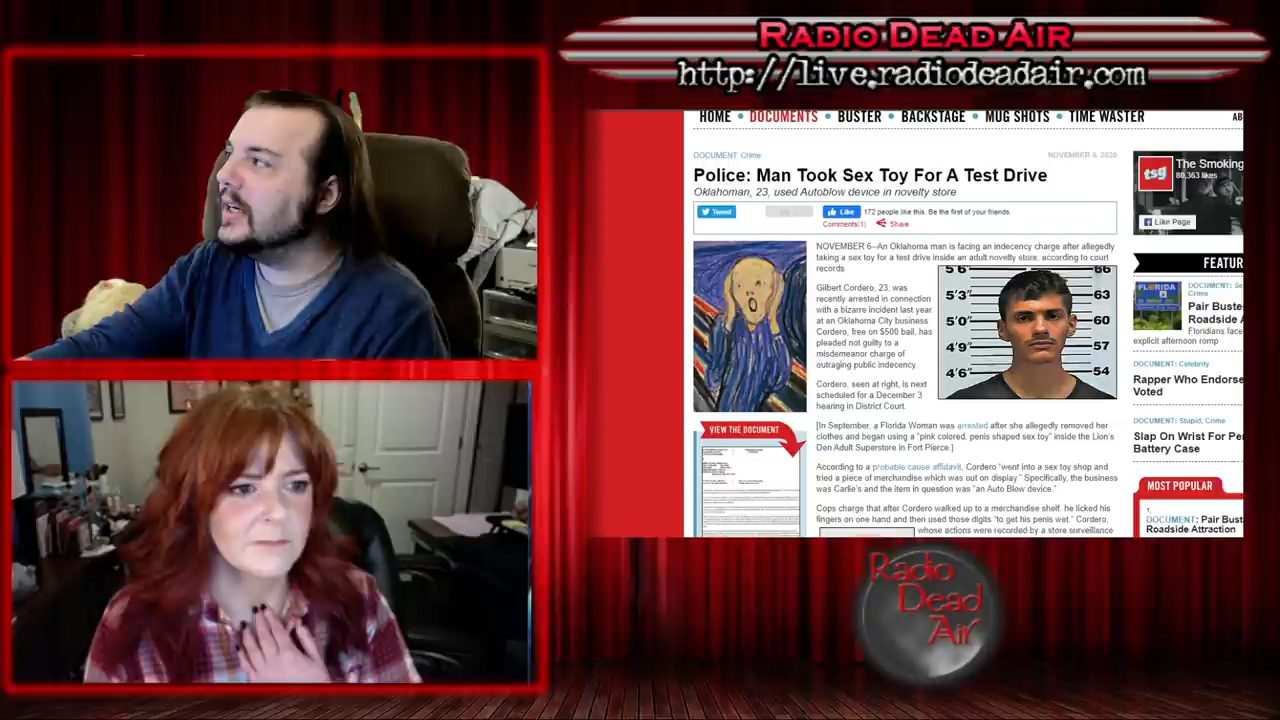 RADIO DEAD AIR
http://live.radiodeadair.com
HOME • DOCUMENTS • BUSTER • BACKSTAGE • MUG SHOTS • TIME WASTER
AB
DOCUMENT: Crime
NOVEMBER 6, 2020
Police: Man Took Sex Toy For A Test Drive
Oklahoman, 23, used Autoblow device in novelty store
Tweet
Like
172 people like this. Be the first of your friends.
Comments(1)
Share
NOVEMBER 6--An Oklahoma man is facing an indecency charge after allegedly
taking a sex toy for a test drive inside an adult novelty store, according to court
records
Gilbert Cordero, 23, was
recently arrested in connection
with a bizarre incident last year
at an Oklahoma City business
Cordero, free on $500 bail, has
pleaded not guilty to a
misdemeanor charge of
outraging public indecency.
Cordero, seen at right, is next
scheduled for a December 3
hearing in District Court.
5'6
66
5'3"
63
5'0"
60
4'9"
57
4'6"
54
[In September, a Florida Woman was arrested after she allegedly removed her
clothes and began using a “pink colored, penis shaped sex toy” inside the Lion’s
Den Adult Superstore in Fort Pierce.]
According to a probable cause affidavit, Cordero “went into a sex toy shop and
tried a piece of merchandise which was out on display.” Specifically, the business
was Carlie’s and the item in question was “an Auto Blow device.”
Cops charge that after Cordero walked up to a merchandise shelf, he licked his
fingers on one hand and then used those digits “to get his penis wet.” Cordero,
whose actions were recorded by a store surveillance
VIEW THE DOCUMENT
tsg
The Smoking
80,363 likes
Like Page
FEATUR
FLORIDA
DOCUMENT: Se
Crime
Pair Buste
Roadside A
Floridians face
explicit afternoon romp
DOCUMENT: Celebrity
Rapper Who Endorse
Voted
DOCUMENT: Stupid, Crime
Slap On Wrist For Pe
Battery Case
MOST POPULAR
1.
DOCUMENT: Pair Bust
Roadside Attraction
Radio
Dead
Air